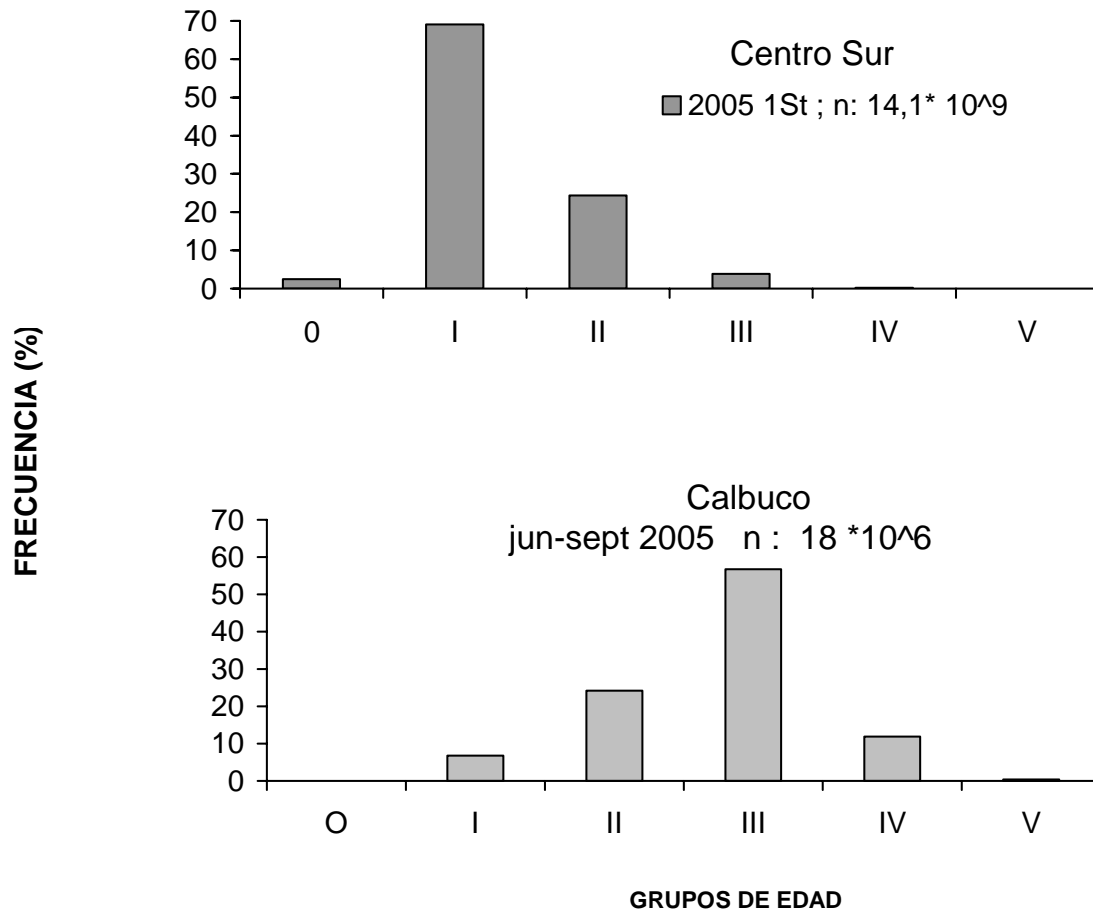 FRECUENCIA (%)
Centro Sur
2005 1St ; n: 14,1* 10^9
70
60
50
40
30
20
10
0
0 I II III IV V
Calbuco
jun-sept 2005 n : 18 *10^6
70
60
50
40
30
20
10
0
O I II III IV V
GRUPOS DE EDAD